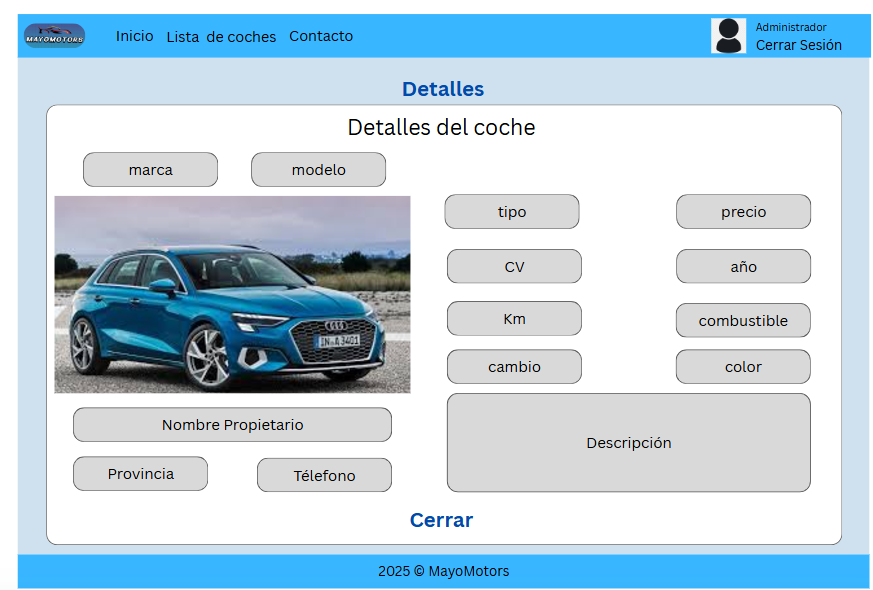 MAYOMOTORS
Inicio
Lista de coches
Contacto
Administrador
Cerrar Sesión
Detalles
Detalles del coche
marca
modelo
tipo
precio
CV
año
Km
combustible
cambio
color
IN·A 3401
Nombre Propietario
Descripción
Provincia
Télefono
Cerrar
2025 © MayoMotors